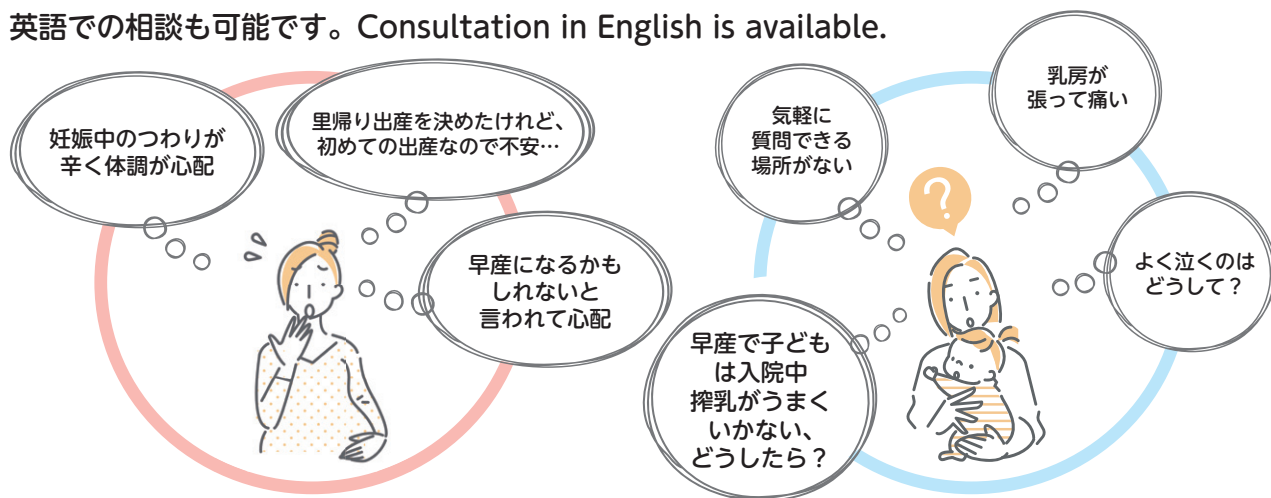 英語での相談も可能です。Consultation in English is available.
妊娠中のつわりが
辛く体調が心配
里帰り出産を決めたけれど、
初めての出産なので不安…
早産になるかも
しれないと
言われて心配
気軽に
質問できる
場所がない
乳房が
張って痛い
?
よく泣くのは
どうして？
早産で子ども
は入院中
搾乳がうまく
いかない、
どうしたら？